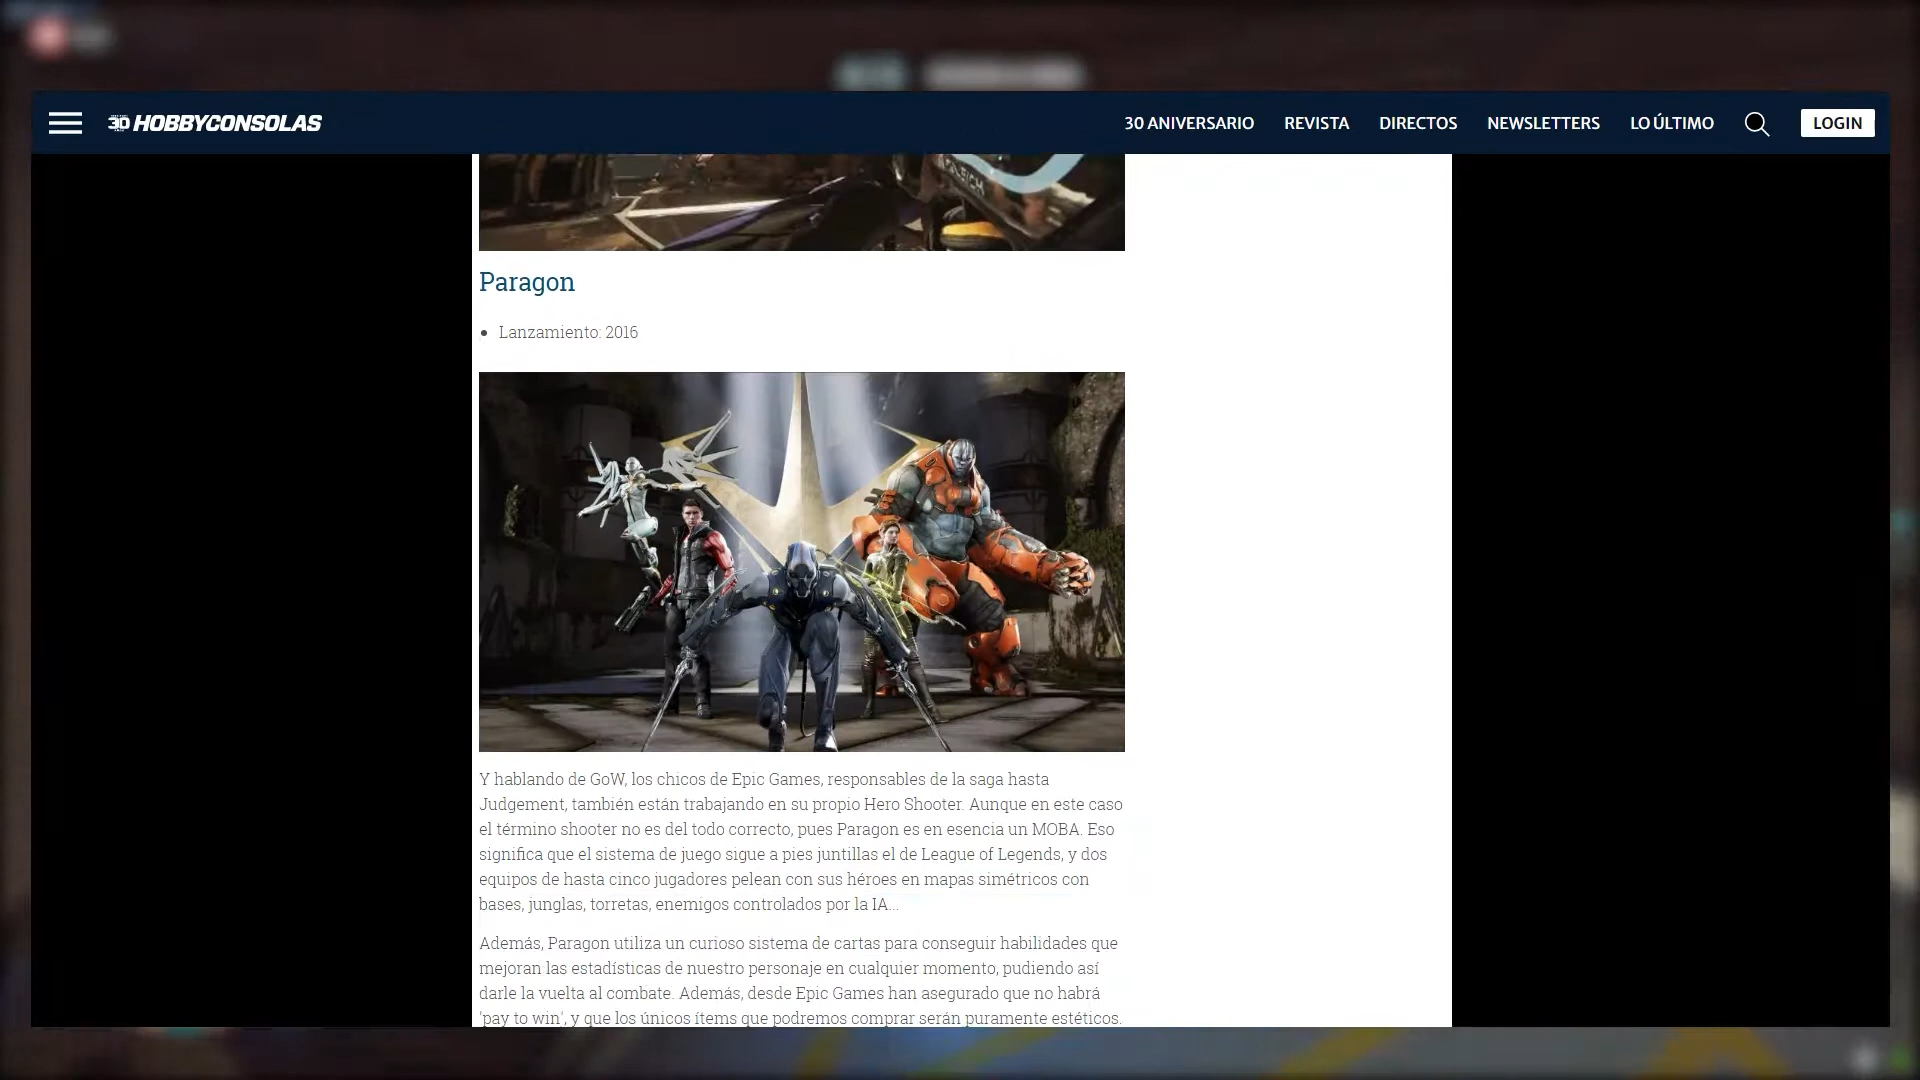 30 HOBBYCONSOLAS
30 ANIVERSARIO REVISTA DIRECTOS NEWSLETTERS LO ÚLTIMO LOGIN
Paragon
Lanzamiento: 2016
Y hablando de GoW, los chicos de Epic Games, responsables de la saga hasta
Judgement, también están trabajando en su propio Hero Shooter. Aunque en este caso
el término shooter no es del todo correcto, pues Paragon es en esencia un MOBA. Eso
significa que el sistema de juego sigue a pies juntillas el de League of Legends, y dos
equipos de hasta cinco jugadores pelean con sus héroes en mapas simétricos con
bases, junglas, torretas, enemigos controlados por la IA...
Además, Paragon utiliza un curioso sistema de cartas para conseguir habilidades que
mejoran las estadísticas de nuestro personaje en cualquier momento, pudiendo así
darle la vuelta al combate. Además, desde Epic Games han asegurado que no habrá
'pay to win', y que los únicos ítems que podremos comprar serán puramente estéticos.